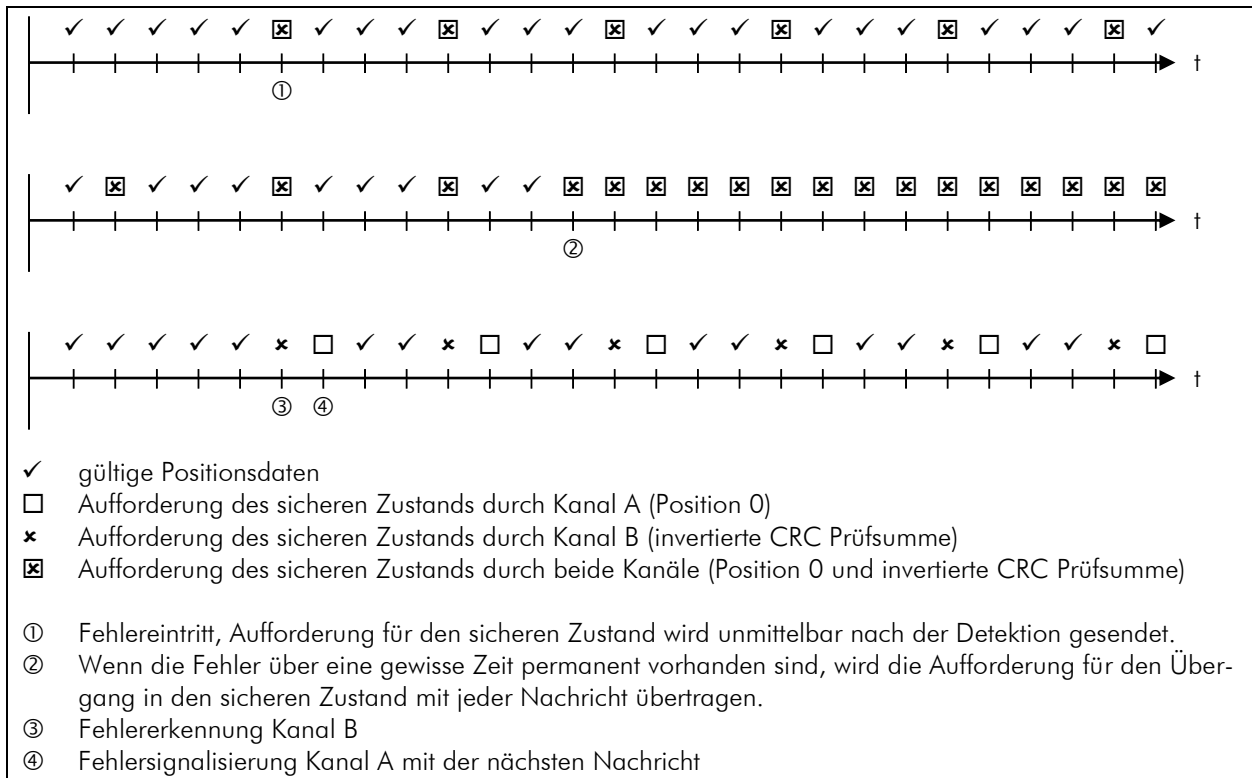 ✓ ✓ ✓ ✓ ✓ ☒ ✓ ✓ ✓ ☒ ✓ ✓ ✓ ☒ ✓ ✓ ✓ ☒ ✓ ✓ ✓ ☒ ✓ ✓ ✓ ☒ ✓
t
①
✓ ☒ ✓ ✓ ✓ ☒ ✓ ✓ ✓ ☒ ✓ ✓ ☒ ☒ ☒ ☒ ☒ ☒ ☒ ☒ ☒ ☒ ☒ ☒ ☒ ☒ ☒
t
②
✓ ✓ ✓ ✓ ✓ × □ ✓ ✓ × □ ✓ ✓ × □ ✓ ✓ × □ ✓ ✓ × □ ✓ ✓ × □
t
③ ④
✓ gültige Positionsdaten
□ Aufforderung des sicheren Zustands durch Kanal A (Position 0)
× Aufforderung des sicheren Zustands durch Kanal B (invertierte CRC Prüfsumme)
☒ Aufforderung des sicheren Zustands durch beide Kanäle (Position 0 und invertierte CRC Prüfsumme)
① Fehlereintritt, Aufforderung für den sicheren Zustand wird unmittelbar nach der Detektion gesendet.
② Wenn die Fehler über eine gewisse Zeit permanent vorhanden sind, wird die Aufforderung für den Über-
gang in den sicheren Zustand mit jeder Nachricht übertragen.
③ Fehlererkennung Kanal B
④ Fehlersignalisierung Kanal A mit der nächsten Nachricht